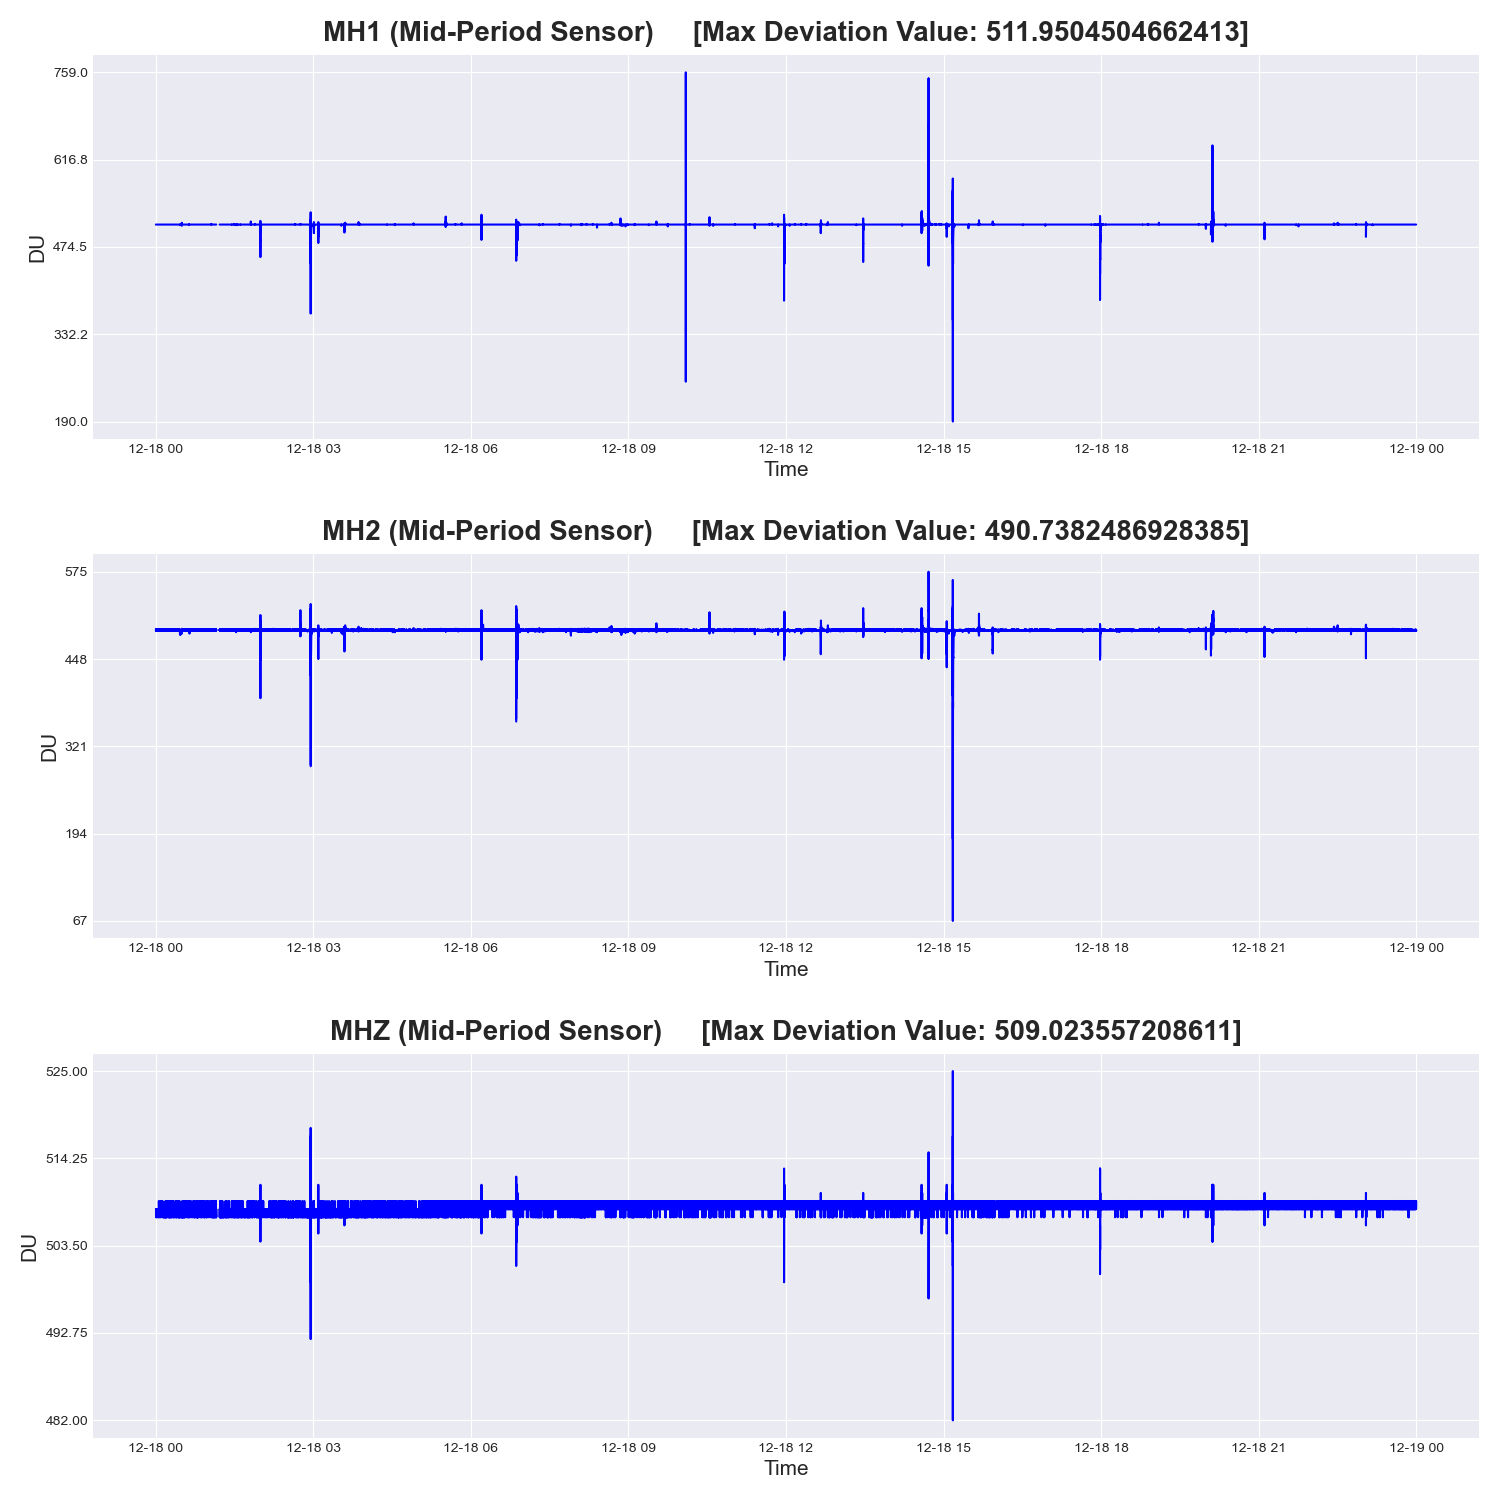 MH1 (Mid-Period Sensor) [Max Deviation Value: 511.9504504662413]
759.0
616.8
474.5
332.2
190.0
DU
12-18 00 12-18 03 12-18 06 12-18 09 12-18 12 12-18 15 12-18 18 12-18 21 12-19 00
Time
MH2 (Mid-Period Sensor) [Max Deviation Value: 490.7382486928385]
575
448
321
194
67
DU
12-18 00 12-18 03 12-18 06 12-18 09 12-18 12 12-18 15 12-18 18 12-18 21 12-19 00
Time
MHZ (Mid-Period Sensor) [Max Deviation Value: 509.023557208611]
525.00
514.25
503.50
492.75
482.00
DU
12-18 00 12-18 03 12-18 06 12-18 09 12-18 12 12-18 15 12-18 18 12-18 21 12-19 00
Time